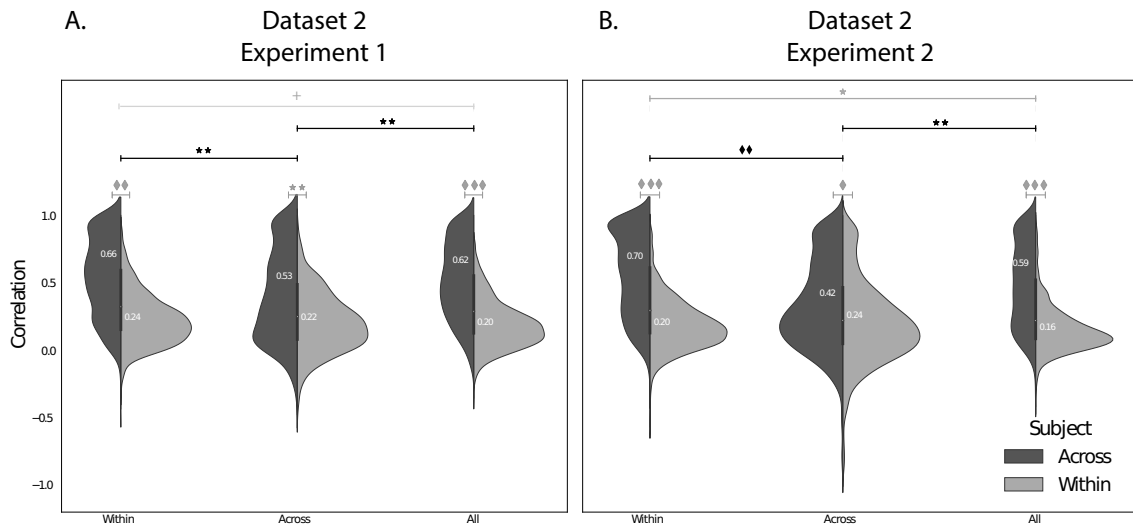 A.
Dataset 2
Experiment 1
B.
Dataset 2
Experiment 2
+
★★
★★
♦♦
★★
♦♦♦
★
★★
♦♦
♦♦♦
♦
♦♦♦
Correlation
1.0
0.5
0.0
−0.5
−1.0
0.66
0.24
0.53
0.22
0.62
0.20
0.70
0.20
0.42
0.24
0.59
0.16
Subject
Across
Within
Within
Across
All
Within
Across
All